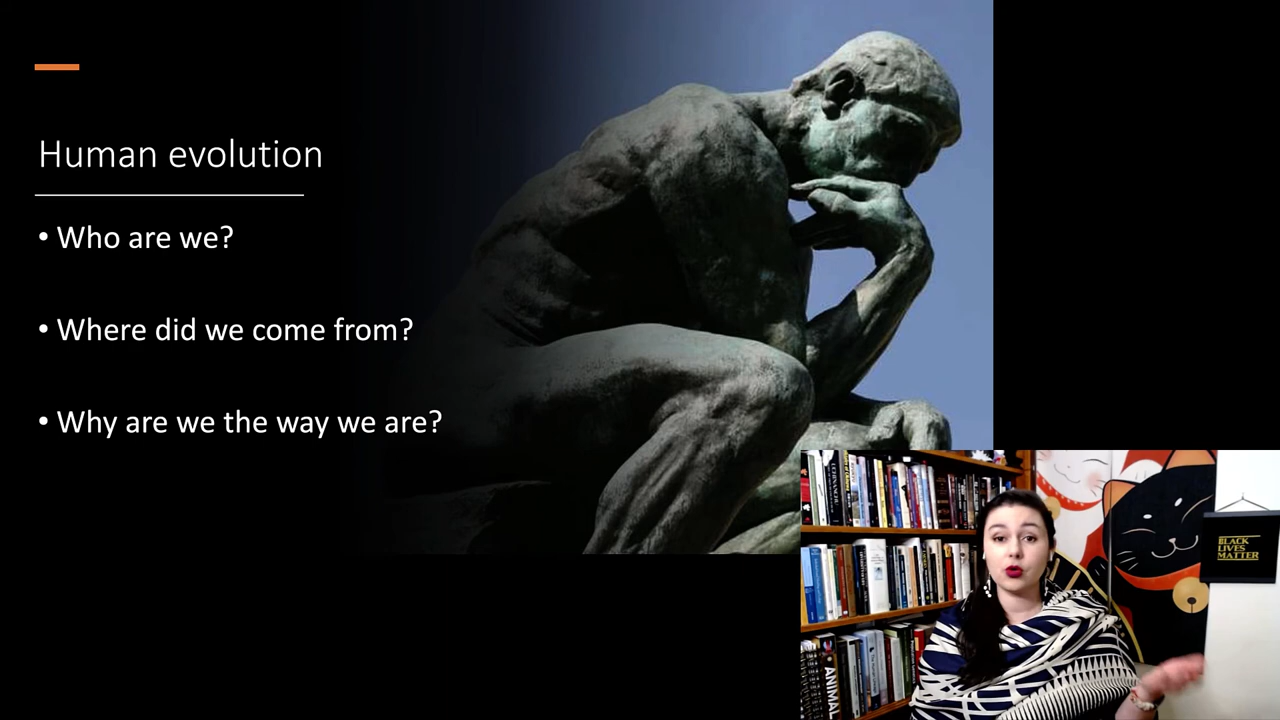 Human evolution
• Who are we?
• Where did we come from?
• Why are we the way we are?
BLACK
LIVES
MATTER
ANIMAL